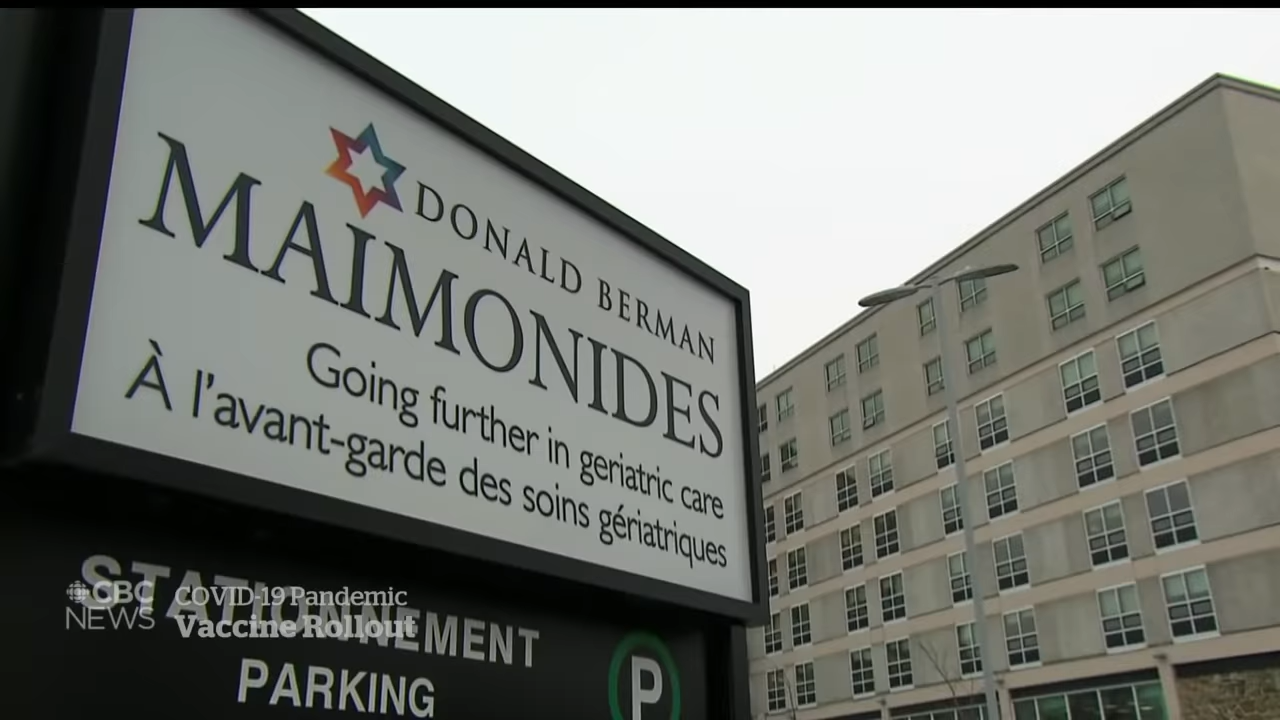 DONALD BERMAN
MAIMONIDES
Going further in geriatric care
À l'avant-garde des soins gériatriques
STATIONNEMENT
PARKING
P
CBC
NEWS
COVID-19 Pandemic
Vaccine Rollout